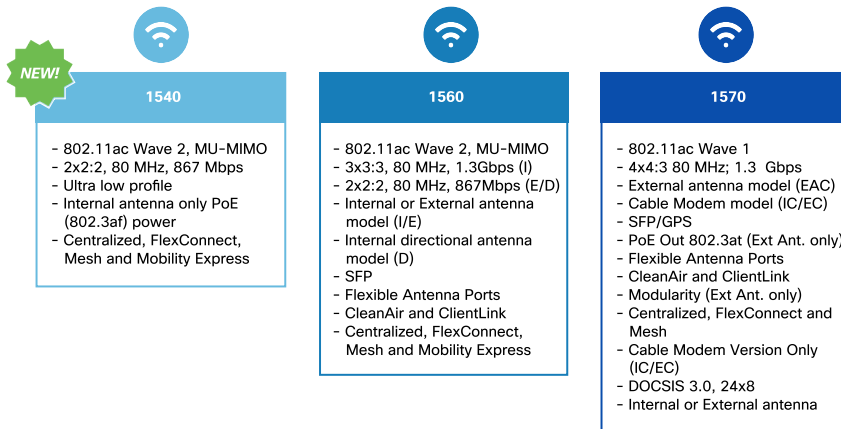 NEW!
1540
- 802.11ac Wave 2, MU-MIMO
- 2x2:2, 80 MHz, 867 Mbps
- Ultra low profile
- Internal antenna only PoE
(802.3af) power
- Centralized, FlexConnect,
Mesh and Mobility Express
1560
- 802.11ac Wave 2, MU-MIMO
- 3x3:3, 80 MHz, 1.3Gbps (I)
- 2x2:2, 80 MHz, 867Mbps (E/D)
- Internal or External antenna
model (I/E)
- Internal directional antenna
model (D)
- SFP
- Flexible Antenna Ports
- CleanAir and ClientLink
- Centralized, FlexConnect,
Mesh and Mobility Express
1570
- 802.11ac Wave 1
- 4x4:3 80 MHz; 1.3 Gbps
- External antenna model (EAC)
- Cable Modem model (IC/EC)
- SFP/GPS
- PoE Out 802.3at (Ext Ant. only)
- Flexible Antenna Ports
- CleanAir and ClientLink
- Modularity (Ext Ant. only)
- Centralized, FlexConnect and
Mesh
- Cable Modem Version Only
(IC/EC)
- DOCSIS 3.0, 24x8
- Internal or External antenna